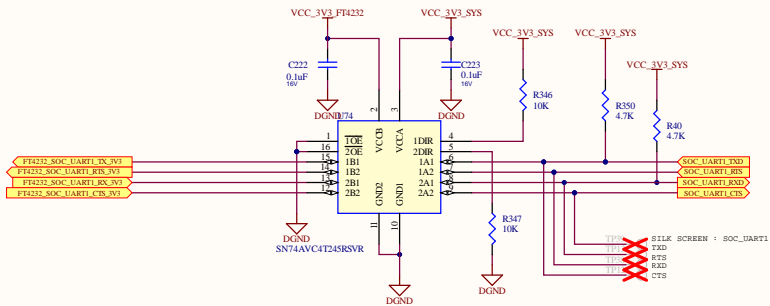 VCC_3V3_FT4232
VCC_3V3_SYS
VCC_3V3_SYS
VCC_3V3_SYS
VCC_3V3_SYS
C222
0.1uF
16V
C223
0.1uF
16V
R346
10K
R350
4.7K
R40
4.7K
DGND
U74
DGND
2
3
VCCB
VCCA
1
1OE
1DIR
4
16
2OE
2DIR
5
FT4232_SOC_UART1_TX_3V3
15
1B1
1A1
6
SOC_UART1_TXD
FT4232_SOC_UART1_RTS_3V3
14
1B2
1A2
SOC_UART1_RTS
FT4232_SOC_UART1_RX_3V3
13
2B1
2A1
8
SOC_UART1_RXD
FT4232_SOC_UART1_CTS_3V3
2B2
2A2
9
SOC_UART1_CTS
GND2
GND1
11
10
R347
10K
DGND
SN74AVC4T245RSVR
DGND
DGND
SILK SCREEN : SOC_UART1
TXD
RTS
RXD
CTS